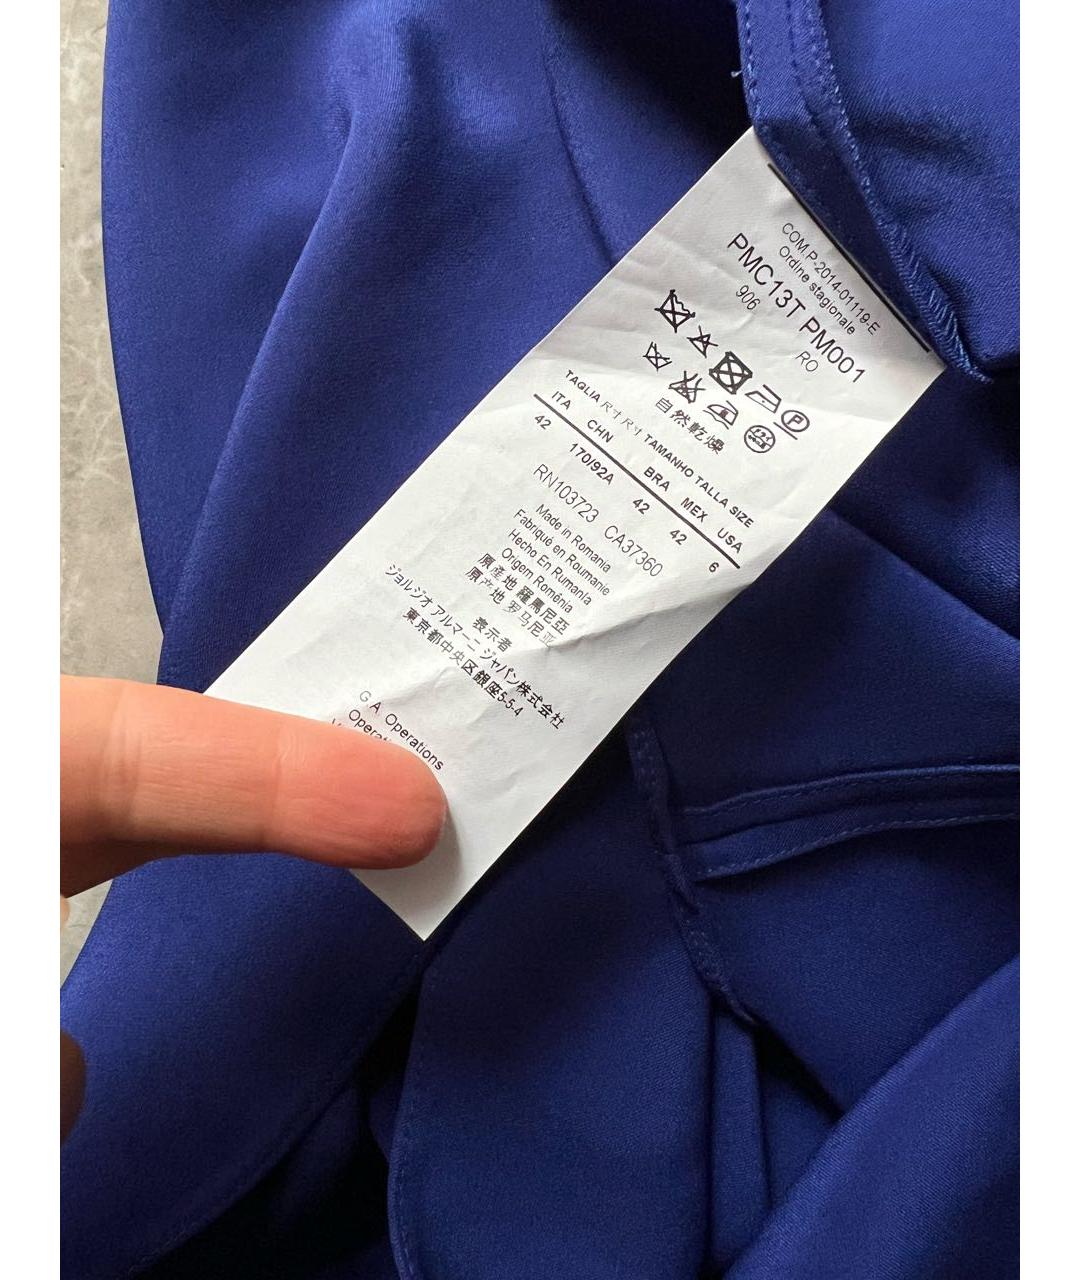 COM.P-2014-01119-E
Ordine stagionale
PMC13T PM001
906 RO
P
自然乾燥
TAGLIA 尺寸 尺寸 TAMANHO TALLA SIZE
ITA CHN BRA MEX USA
42 170/92A 42 42 6
RN103723 CA37360
Made in Romania
Fabriqué en Roumanie
Hecho En Rumania
Origem Romênia
原産地 羅馬尼亞
原产地 罗马尼亚
表示者
ジョルジオ アルマーニ ジャパン株式会社
東京都中央区銀座5-5-4
G A Operations